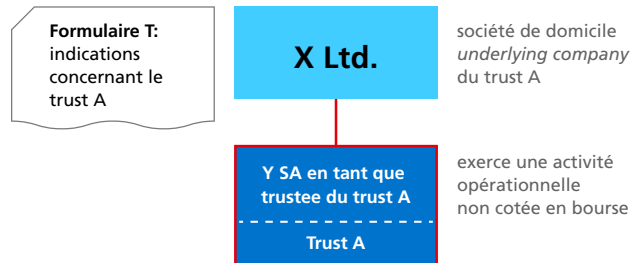 Formulaire T:
indications
concernant le
trust A
X Ltd.
société de domicile
underlying company
du trust A
Y SA en tant que
trustee du trust A
Trust A
exerce une activité
opérationnelle
non cotée en bourse